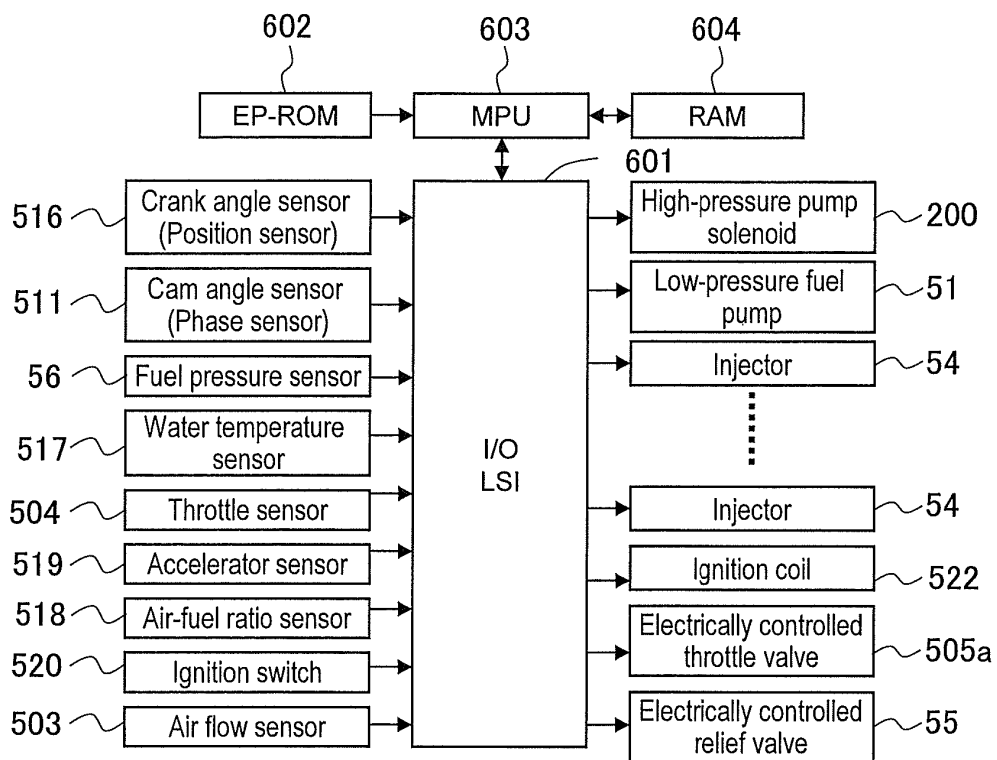 602
603
604
EP-ROM
MPU
RAM
601
516
Crank angle sensor
(Position sensor)
High-pressure pump
solenoid
200
511
Cam angle sensor
(Phase sensor)
Low-pressure fuel
pump
51
56
Fuel pressure sensor
Injector
54
517
Water temperature
sensor
I/O
LSI
504
Throttle sensor
Injector
54
519
Accelerator sensor
Ignition coil
522
518
Air-fuel ratio sensor
Electrically controlled
throttle valve
505a
520
Ignition switch
503
Air flow sensor
Electrically controlled
relief valve
55